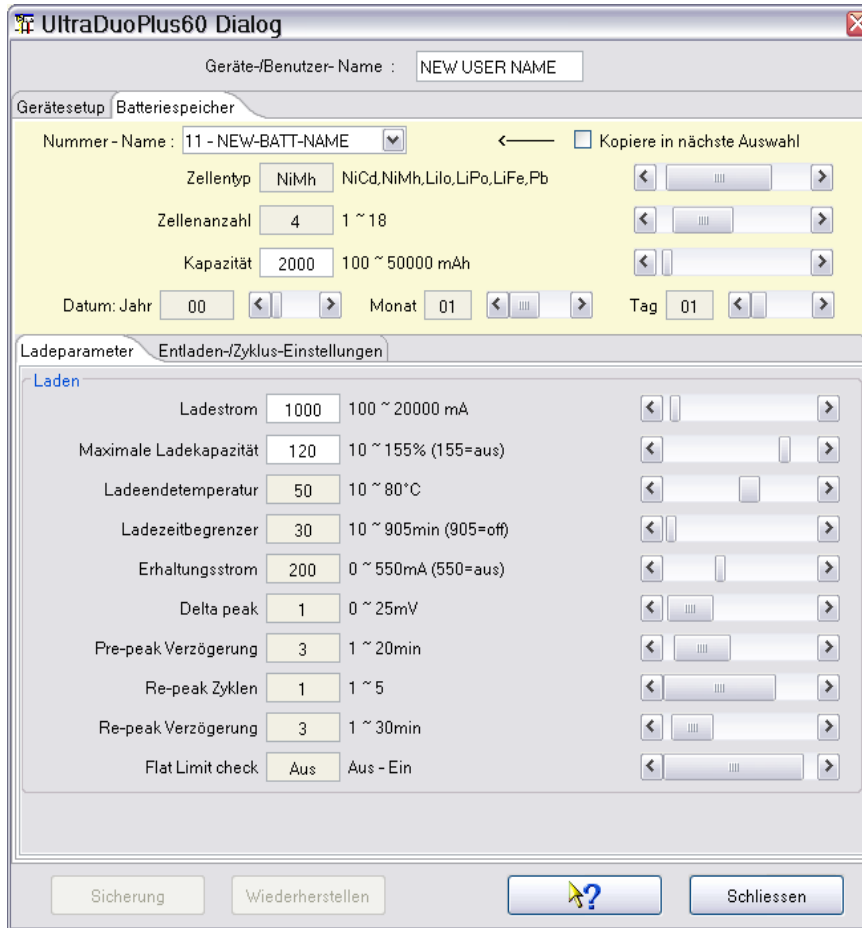 UltraDuoPlus60 Dialog
Geräte-/Benutzer- Name : NEW USER NAME
Gerätesetup Batteriespeicher
Nummer - Name : 11 - NEW-BATT-NAME Kopiere in nächste Auswahl
Zellentyp NiMh NiCd,NiMh,LiIo,LiPo,LiFe,Pb
Zellenanzahl 4 1 ~ 18
Kapazität 2000 100 ~ 50000 mAh
Datum: Jahr 00 Monat 01 Tag 01
Ladeparameter Entladen-/Zyklus-Einstellungen
Laden
Ladestrom 1000 100 ~ 20000 mA
Maximale Ladekapazität 120 10 ~ 155% (155=aus)
Ladeendetemperatur 50 10 ~ 80°C
Ladezeitbegrenzer 30 10 ~ 905min (905=off)
Erhaltungsstrom 200 0 ~ 550mA (550=aus)
Delta peak 1 0 ~ 25mV
Pre-peak Verzögerung 3 1 ~ 20min
Re-peak Zyklen 1 1 ~ 5
Re-peak Verzögerung 3 1 ~ 30min
Flat Limit check Aus Aus - Ein
Sicherung Wiederherstellen ? Schliessen